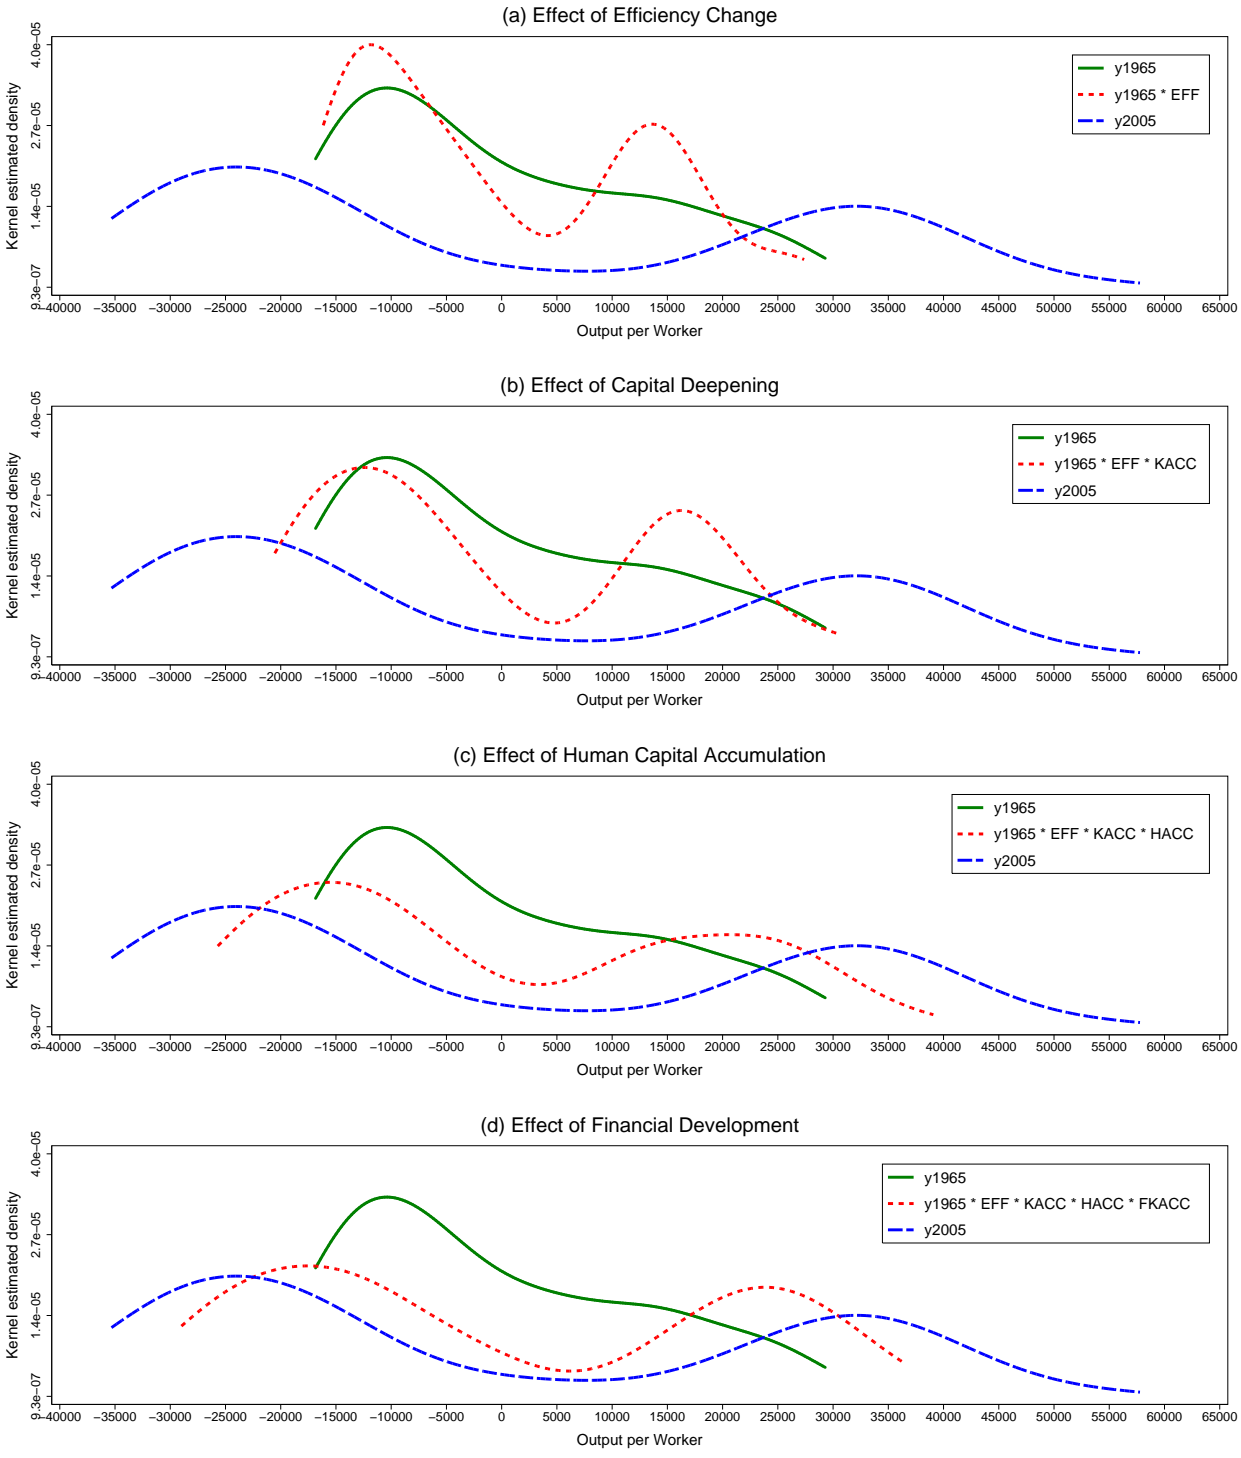 (a) Effect of Efficiency Change
Kernel estimated density
4.0e−05
2.7e−05
1.4e−05
9.3e−07
y1965
y1965 * EFF
y2005
−40000 −35000 −30000 −25000 −20000 −15000 −10000 −5000 0 5000 10000 15000 20000 25000 30000 35000 40000 45000 50000 55000 60000 65000
Output per Worker
(b) Effect of Capital Deepening
Kernel estimated density
4.0e−05
2.7e−05
1.4e−05
9.3e−07
y1965
y1965 * EFF * KACC
y2005
−40000 −35000 −30000 −25000 −20000 −15000 −10000 −5000 0 5000 10000 15000 20000 25000 30000 35000 40000 45000 50000 55000 60000 65000
Output per Worker
(c) Effect of Human Capital Accumulation
Kernel estimated density
4.0e−05
2.7e−05
1.4e−05
9.3e−07
y1965
y1965 * EFF * KACC * HACC
y2005
−40000 −35000 −30000 −25000 −20000 −15000 −10000 −5000 0 5000 10000 15000 20000 25000 30000 35000 40000 45000 50000 55000 60000 65000
Output per Worker
(d) Effect of Financial Development
Kernel estimated density
4.0e−05
2.7e−05
1.4e−05
9.3e−07
y1965
y1965 * EFF * KACC * HACC * FKACC
y2005
−40000 −35000 −30000 −25000 −20000 −15000 −10000 −5000 0 5000 10000 15000 20000 25000 30000 35000 40000 45000 50000 55000 60000 65000
Output per Worker